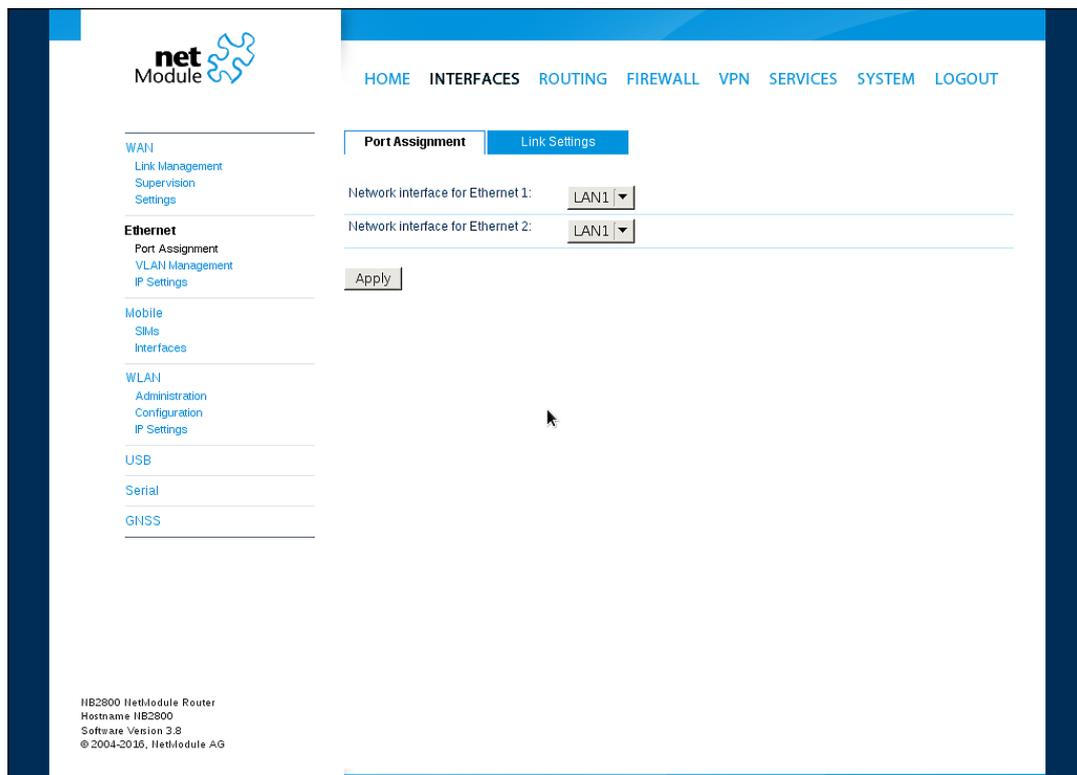 net
Module
HOME INTERFACES ROUTING FIREWALL VPN SERVICES SYSTEM LOGOUT
WAN
Link Management
Supervision
Settings
Ethernet
Port Assignment
VLAN Management
IP Settings
Mobile
SIMs
Interfaces
WLAN
Administration
Configuration
IP Settings
USB
Serial
GNSS
Port Assignment Link Settings
Network interface for Ethernet 1: LAN1
Network interface for Ethernet 2: LAN1
Apply
NB2800 NetModule Router
Hostname NB2800
Software Version 3.8
© 2004-2016, NetModule AG